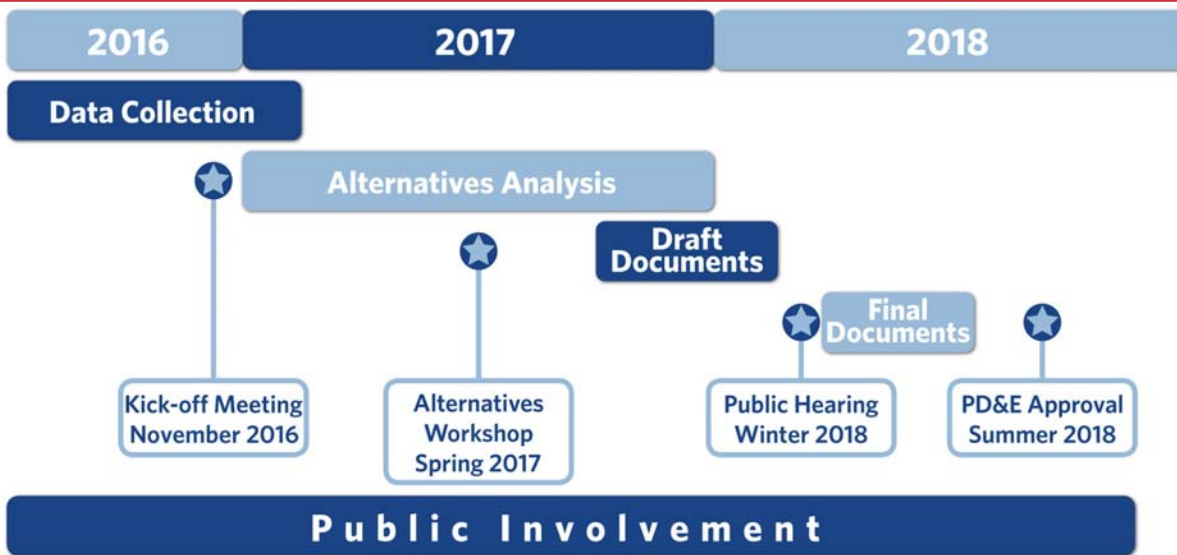 2016
2017
2018
Data Collection
Alternatives Analysis
Draft
Documents
Final
Documents
Kick-off Meeting
November 2016
Alternatives
Workshop
Spring 2017
Public Hearing
Winter 2018
PD&E Approval
Summer 2018
Public Involvement